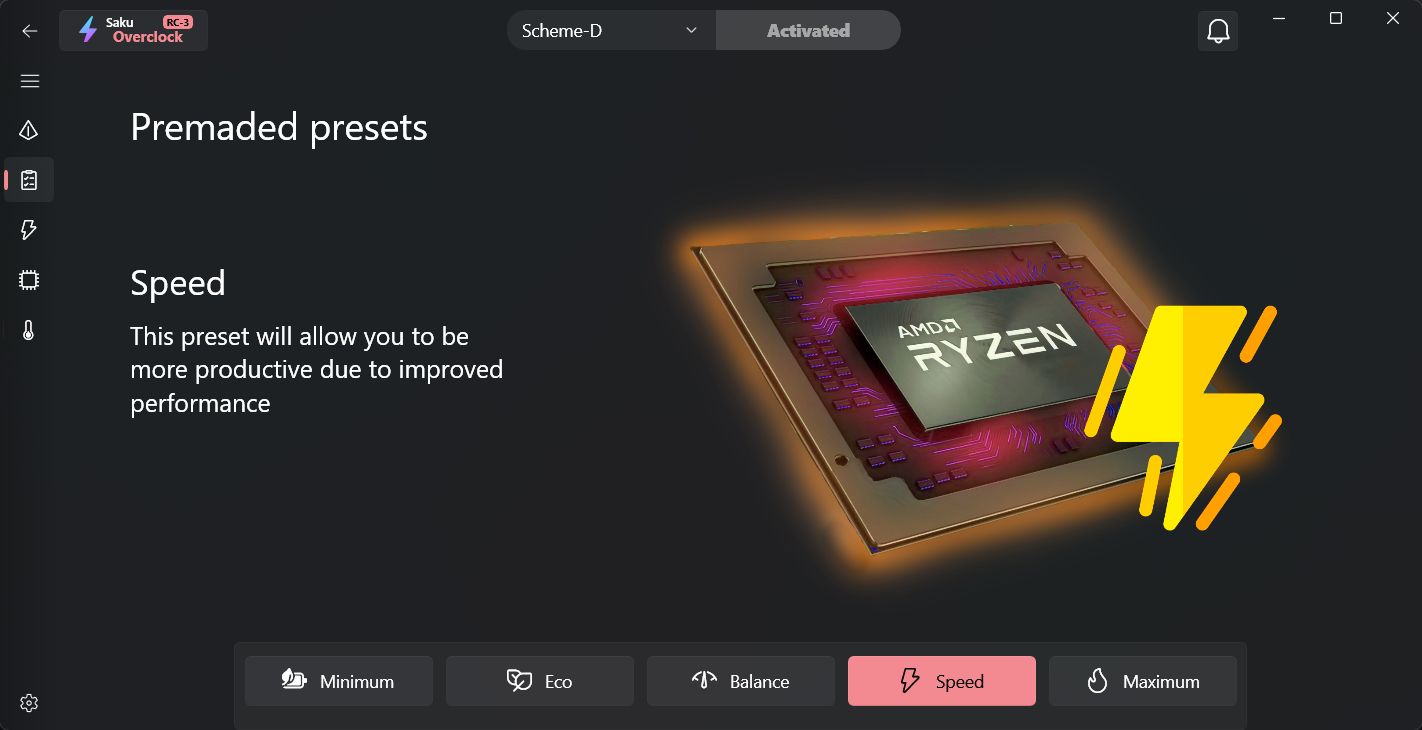 Saku
RC-3
Overclock
Scheme-D
Activated
Premaded presets
Speed
This preset will allow you to be
more productive due to improved
performance
AMD
RYZEN
Minimum
Eco
Balance
Speed
Maximum